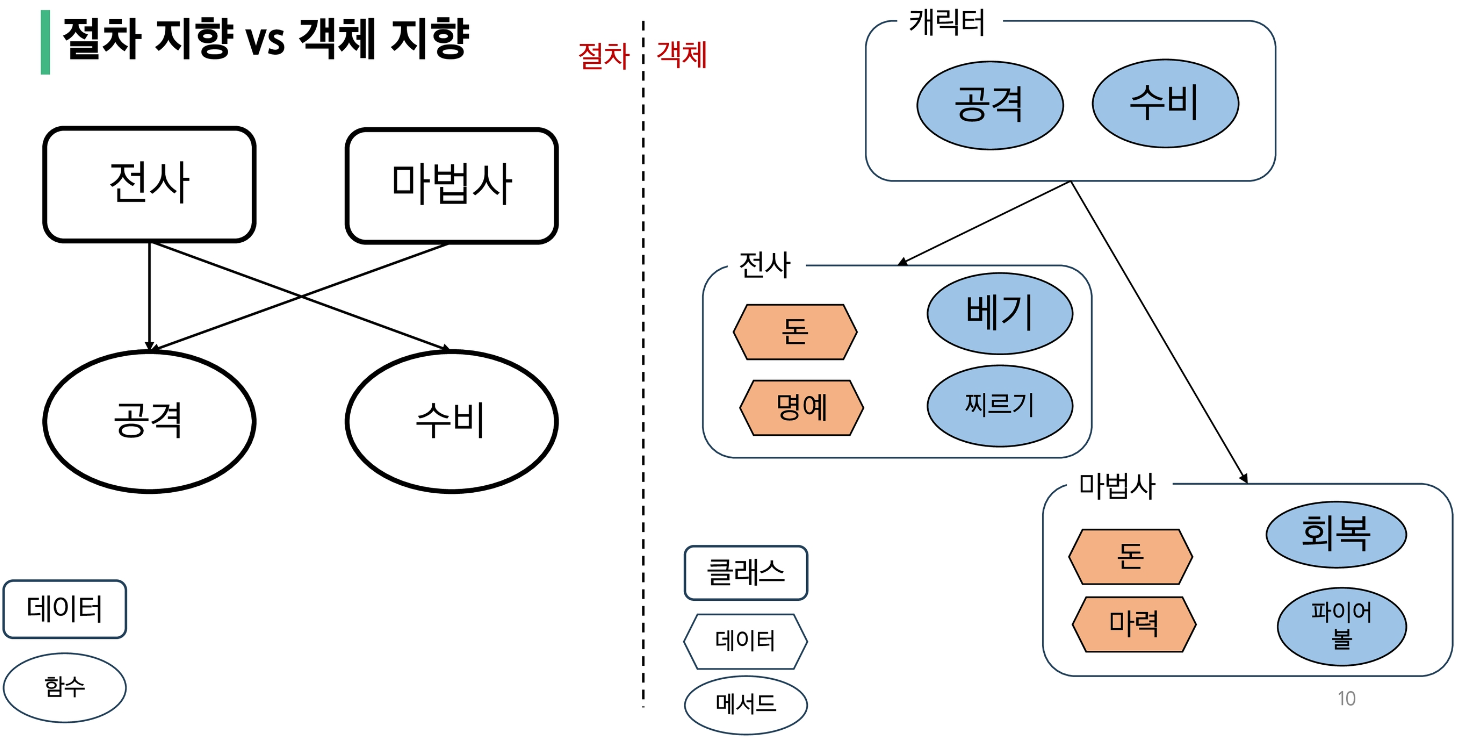 절차 지향 vs 객체 지향
절차
객체
전사
마법사
공격
수비
데이터
함수
캐릭터
공격
수비
전사
돈
명예
베기
찌르기
마법사
돈
마력
회복
파이어
볼
클래스
데이터
메서드
10